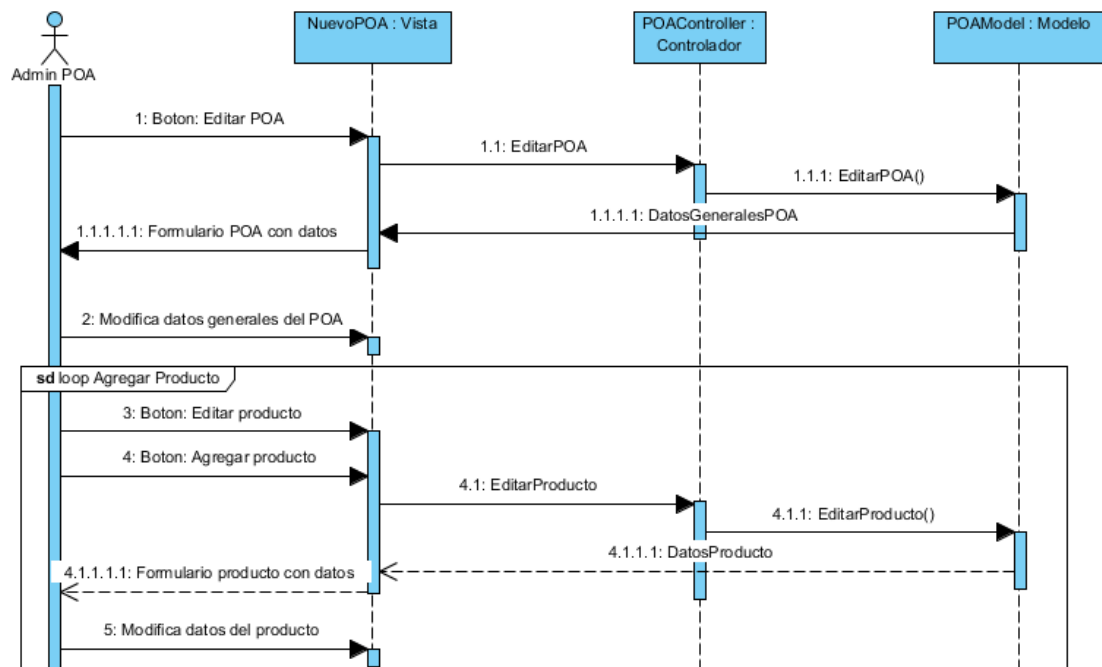 NuevoPOA : Vista
POAController :
Controlador
POAModel : Modelo
Admin POA
1: Boton: Editar POA
1.1: EditarPOA
1.1.1: EditarPOA()
1.1.1.1: DatosGeneralesPOA
1.1.1.1.1: Formulario POA con datos
2: Modifica datos generales del POA
sd loop Agregar Producto
3: Boton: Editar producto
4: Boton: Agregar producto
4.1: EditarProducto
4.1.1: EditarProducto()
4.1.1.1: DatosProducto
4.1.1.1.1: Formulario producto con datos
5: Modifica datos del producto